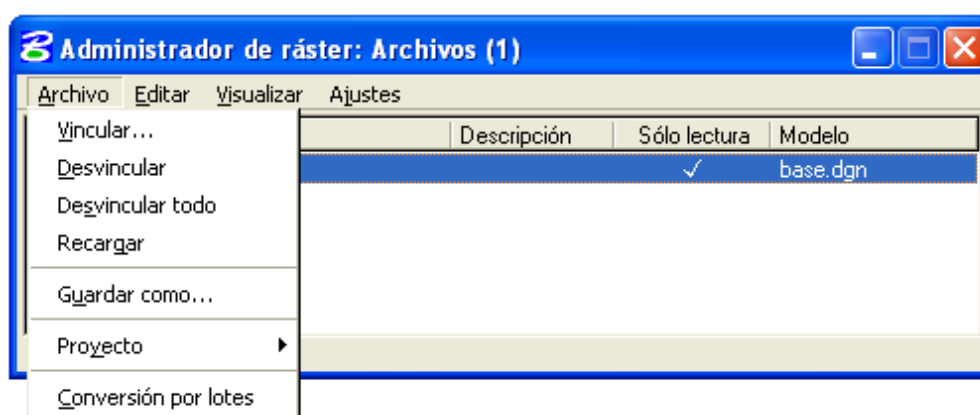 Administrador de ráster: Archivos (1)
Archivo Editar Visualizar Ajustes
Descripción Sólo lectura Modelo
base.dgn
Vincular...
Desvincular
Desvincular todo
Recargar
Guardar como...
Proyecto
Conversión por lotes